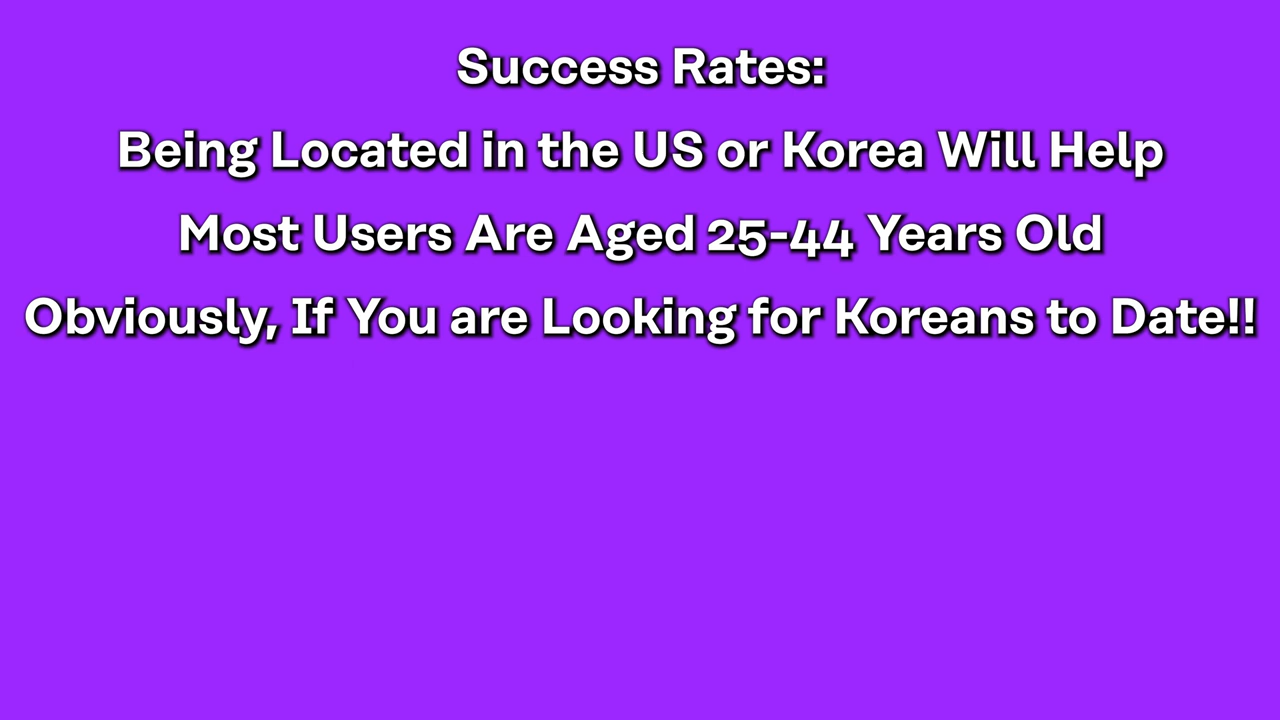 Success Rates:
Being Located in the US or Korea Will Help
Most Users Are Aged 25-44 Years Old
Obviously, If You are Looking for Koreans to Date!!